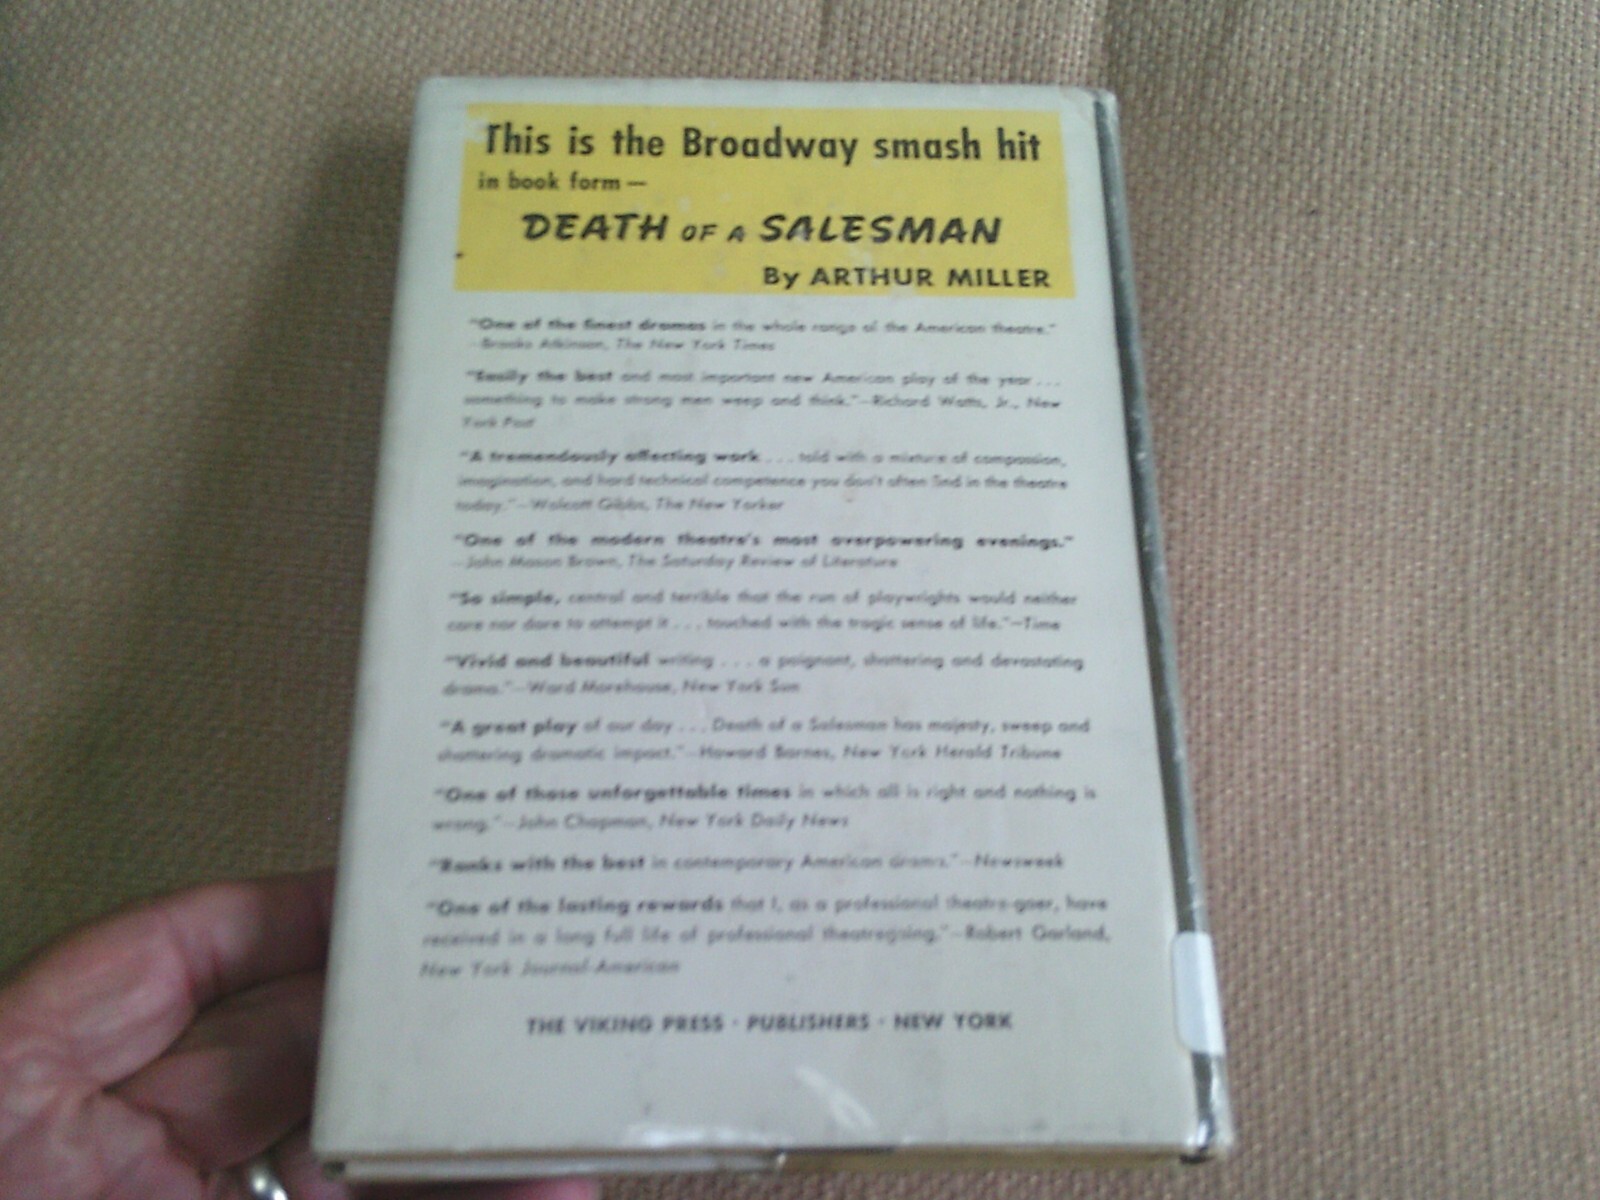 This is the Broadway smash hit
in book form—
DEATH OF A SALESMAN
By ARTHUR MILLER
"One of the finest dramas in the whole range of the American theatre."
—Brooks Atkinson, The New York Times
"Easily the best and most important new American play of the year . . .
something to make strong men weep and think."—Richard Watts, Jr., New
York Post
"A tremendously affecting work . . . told with a mixture of compassion,
imagination, and hard technical competence you don't often find in the theatre
today."—Wolcott Gibbs, The New Yorker
"One of the modern theatre's most overpowering evenings."
—John Mason Brown, The Saturday Review of Literature
"So simple, central and terrible that the run of playwrights would neither
care nor dare to attempt it . . . touched with the tragic sense of life."—Time
"Vivid and beautiful writing . . . a poignant, shattering and devastating
drama."—Ward Morehouse, New York Sun
"A great play of our day . . . Death of a Salesman has majesty, sweep and
shattering dramatic impact."—Howard Barnes, New York Herald Tribune
"One of those unforgettable times in which all is right and nothing is
wrong."—John Chapman, New York Daily News
"Ranks with the best in contemporary American drama."—Newsweek
"One of the lasting rewards that I, as a professional theatre-goer, have
received in a long full life of professional theatregoing."—Robert Garland,
New York Journal-American
THE VIKING PRESS · PUBLISHERS · NEW YORK